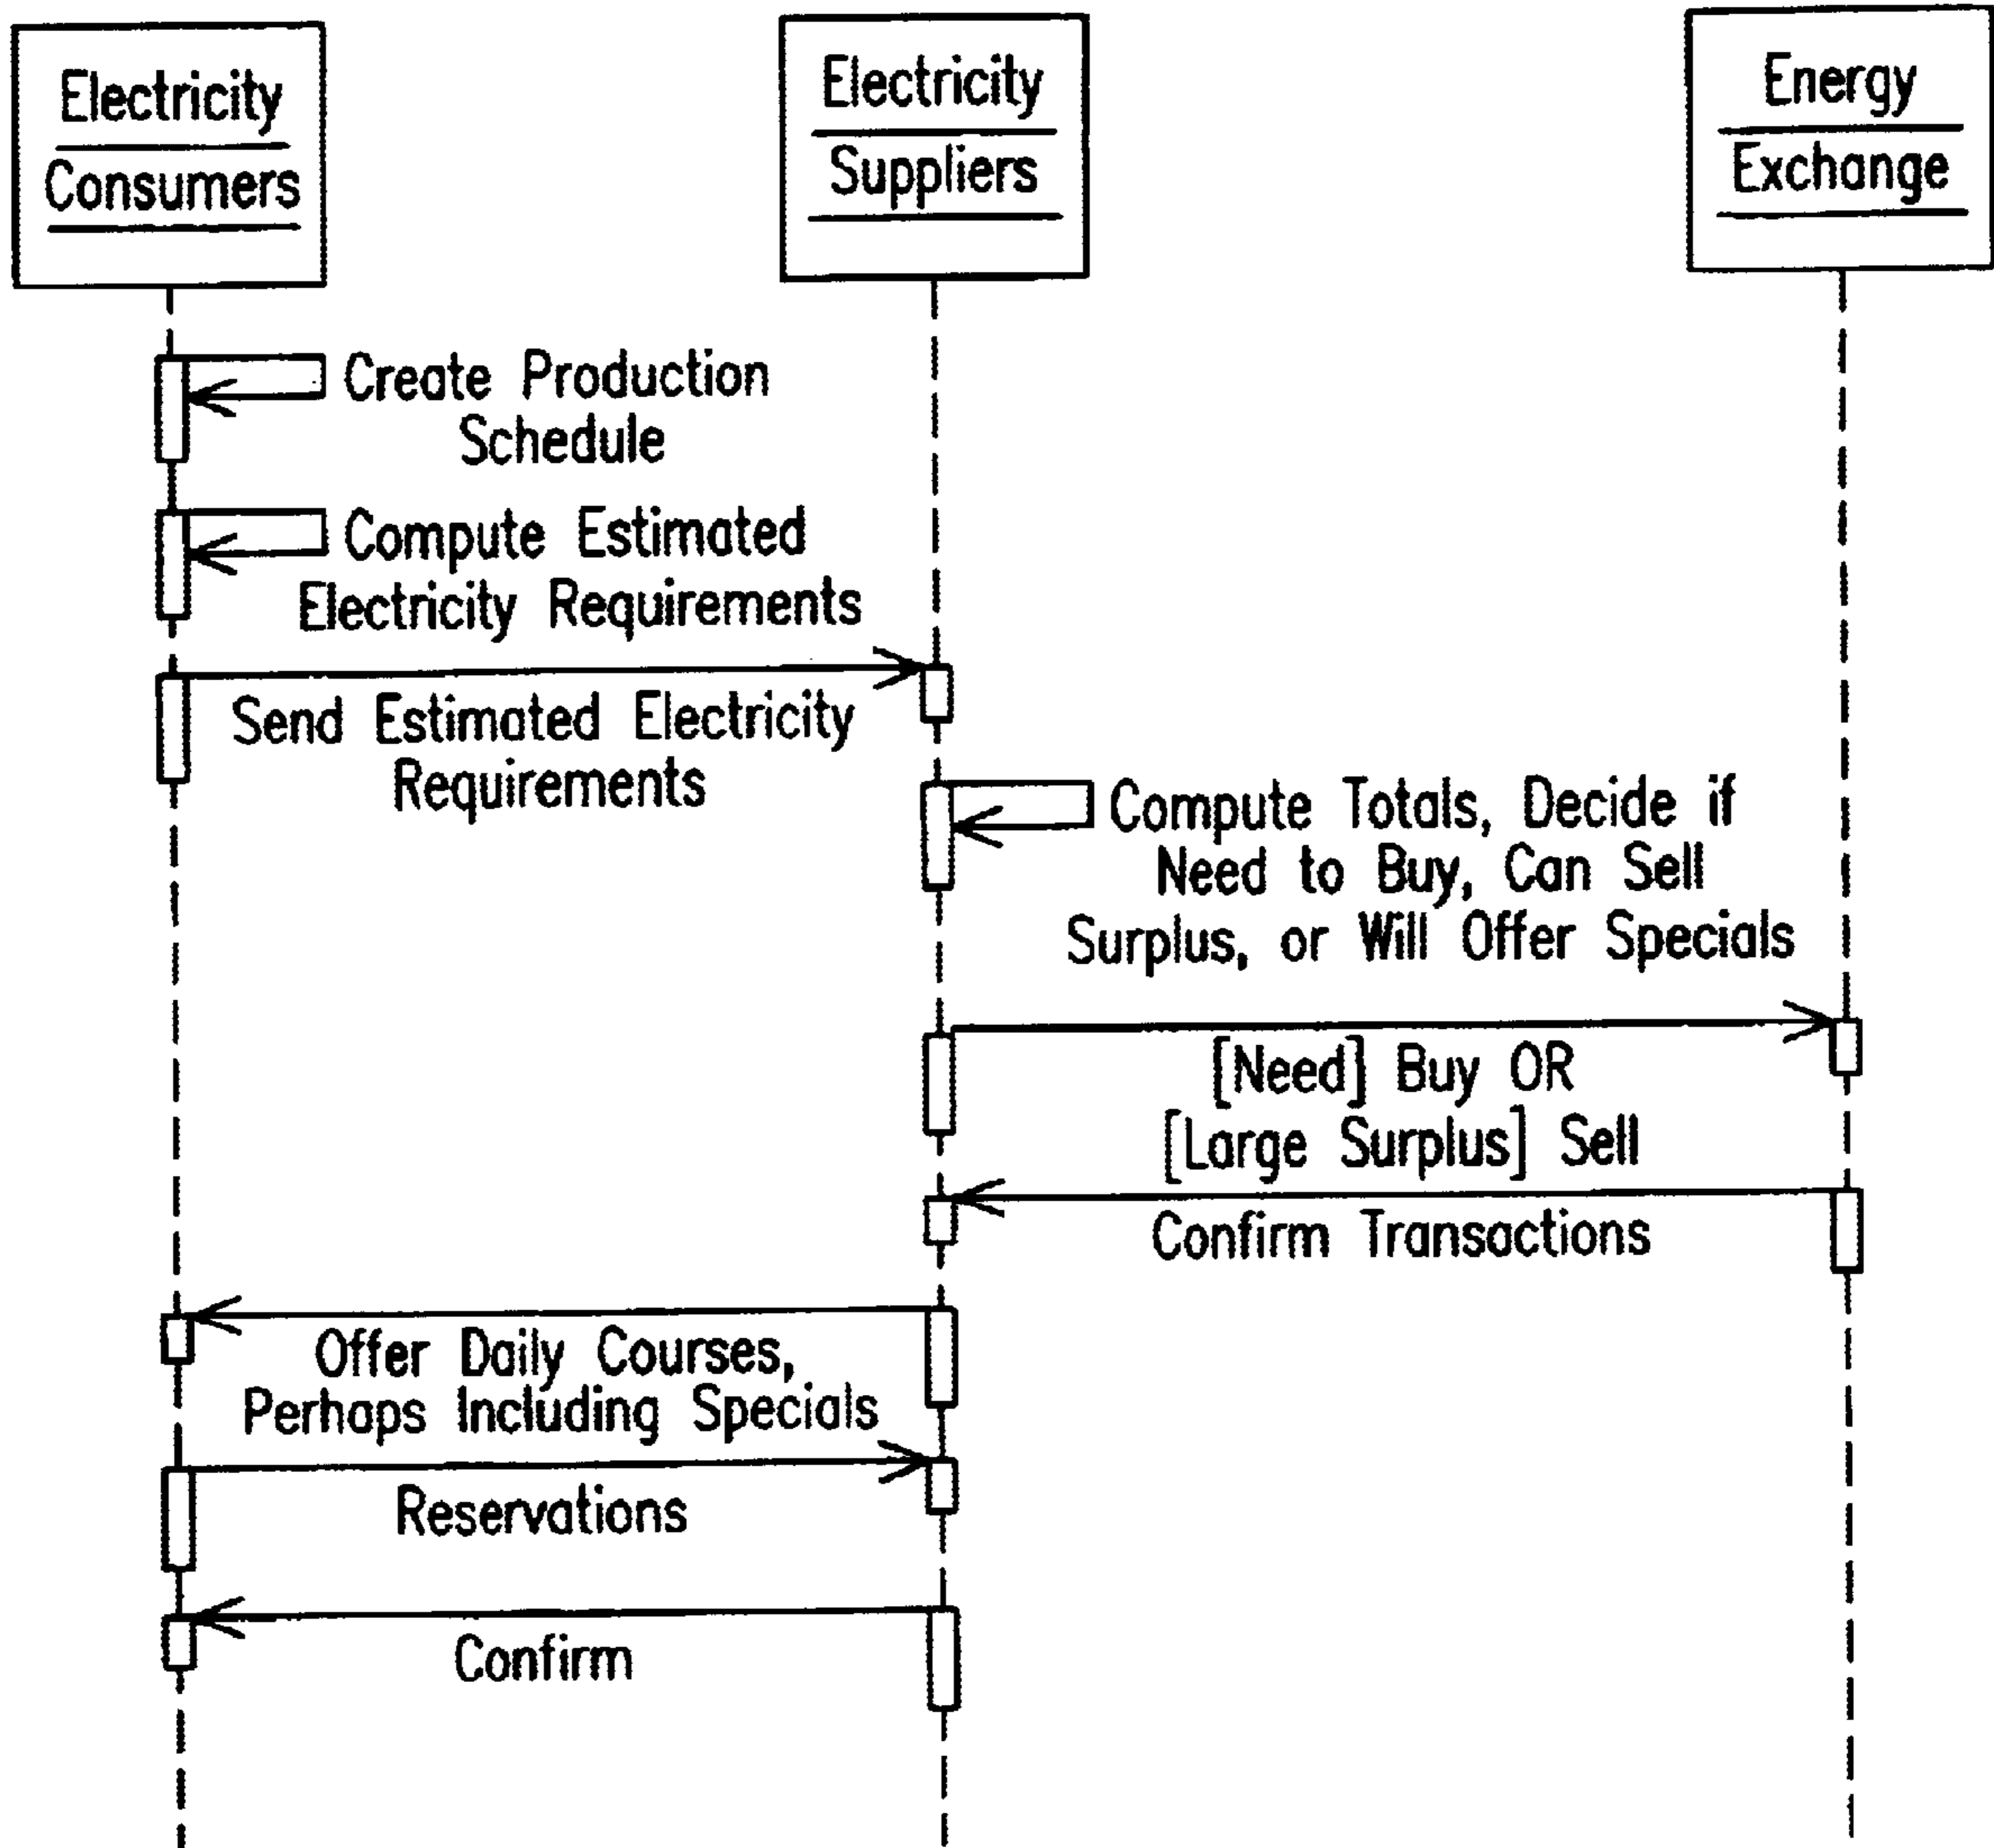 Electricity
Consumers
Electricity
Suppliers
Energy
Exchange
Create Production
Schedule
Compute Estimated
Electricity Requirements
Send Estimated Electricity
Requirements
Compute Totals, Decide if
Need to Buy, Can Sell
Surplus, or Will Offer Specials
[Need] Buy OR
[Large Surplus] Sell
Confirm Transactions
Offer Daily Courses,
Perhaps Including Specials
Reservations
Confirm